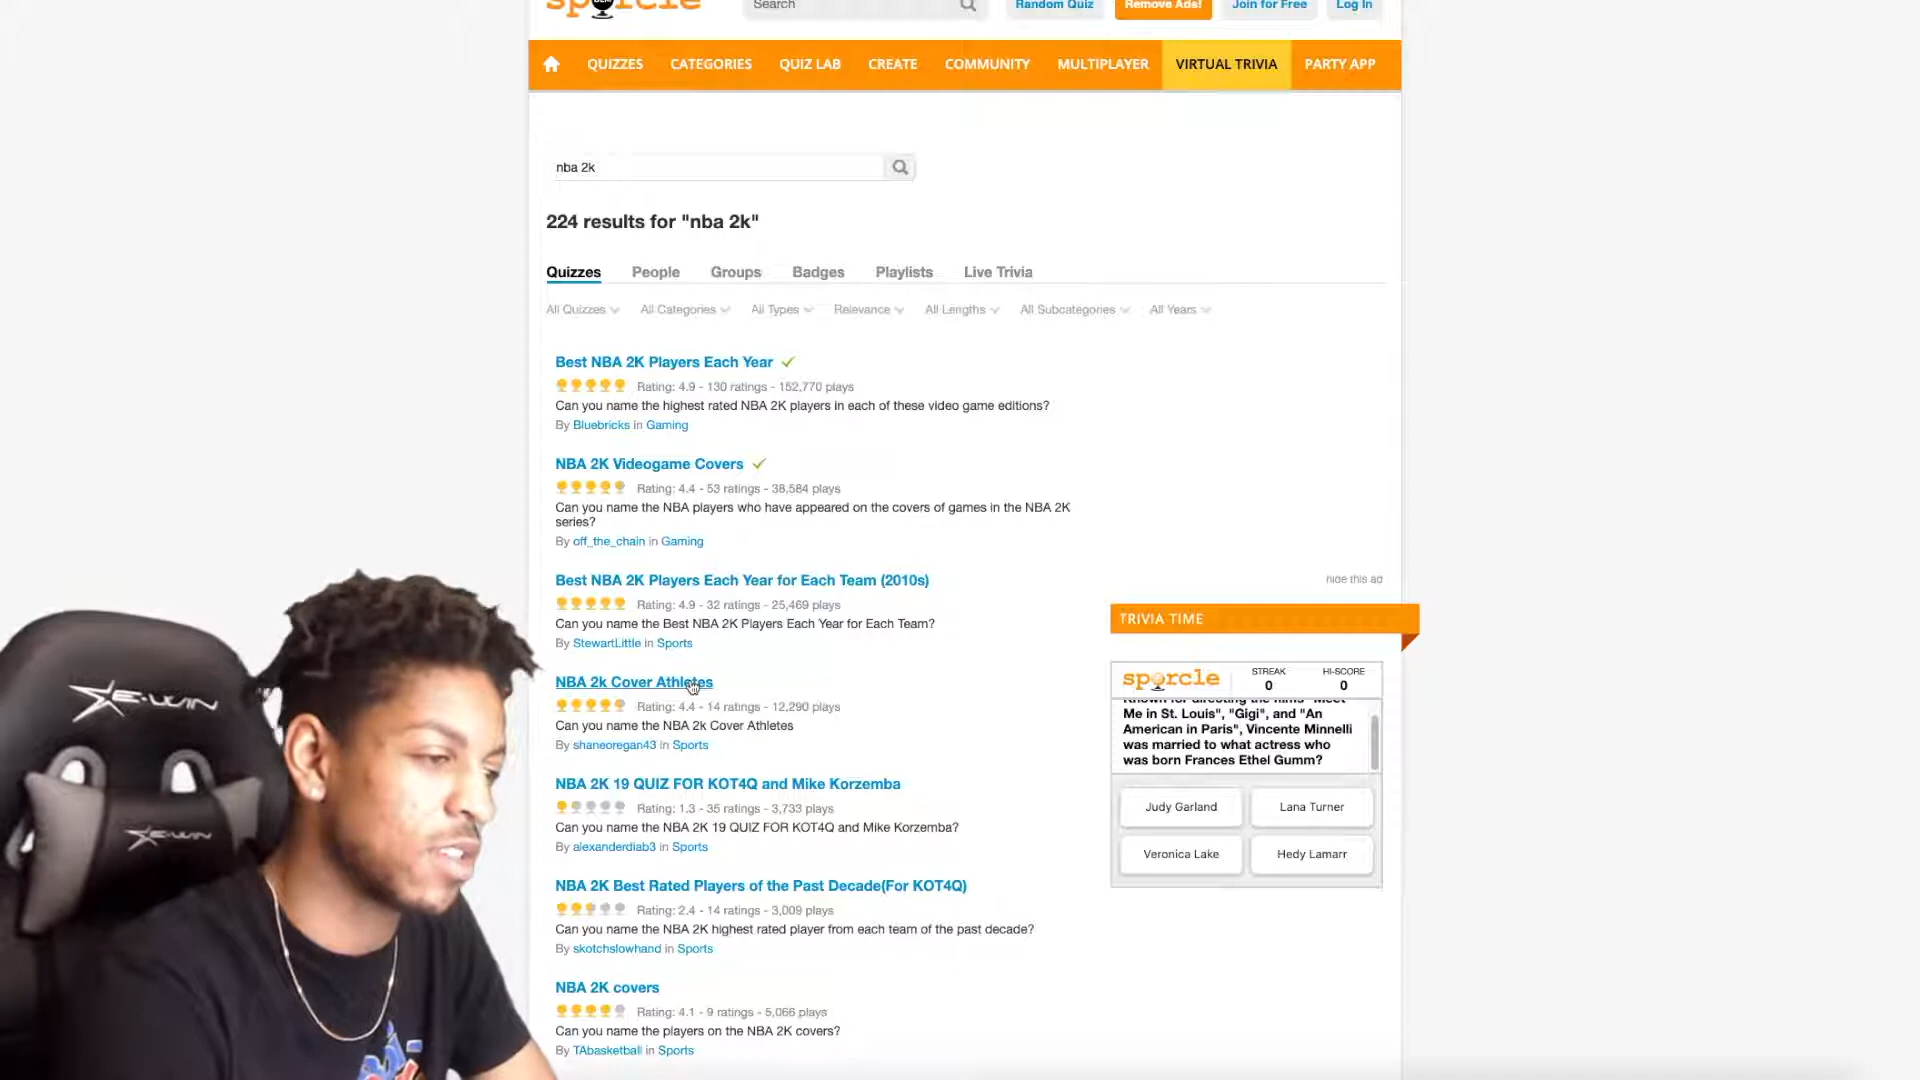 sporcle
Search
Random Quiz
Remove Ads!
Join for Free
Log In
QUIZZES
CATEGORIES
QUIZ LAB
CREATE
COMMUNITY
MULTIPLAYER
VIRTUAL TRIVIA
PARTY APP
nba 2k
224 results for "nba 2k"
Quizzes
People
Groups
Badges
Playlists
Live Trivia
All Quizzes
All Categories
All Types
Relevance
All Lengths
All Subcategories
All Years
Best NBA 2K Players Each Year
Rating: 4.9 - 130 ratings - 152,770 plays
Can you name the highest rated NBA 2K players in each of these video game editions?
By Bluebricks in Gaming
NBA 2K Videogame Covers
Rating: 4.4 - 53 ratings - 38,584 plays
Can you name the NBA players who have appeared on the covers of games in the NBA 2K
series?
By off_the_chain in Gaming
Best NBA 2K Players Each Year for Each Team (2010s)
Rating: 4.9 - 32 ratings - 25,469 plays
Can you name the Best NBA 2K Players Each Year for Each Team?
By StewartLittle in Sports
NBA 2k Cover Athletes
Rating: 4.4 - 14 ratings - 12,290 plays
Can you name the NBA 2k Cover Athletes
By shaneoregan43 in Sports
NBA 2K 19 QUIZ FOR KOT4Q and Mike Korzemba
Rating: 1.3 - 35 ratings - 3,733 plays
Can you name the NBA 2K 19 QUIZ FOR KOT4Q and Mike Korzemba?
By alexanderdiab3 in Sports
NBA 2K Best Rated Players of the Past Decade(For KOT4Q)
Rating: 2.4 - 14 ratings - 3,009 plays
Can you name the NBA 2K highest rated player from each team of the past decade?
By skotchslowhand in Sports
NBA 2K covers
Rating: 4.1 - 9 ratings - 5,066 plays
Can you name the players on the NBA 2K covers?
By TAbasketball in Sports
hide this ad
TRIVIA TIME
sporcle
STREAK
0
HI-SCORE
0
Known for directing the films "Meet
Me in St. Louis", "Gigi", and "An
American in Paris", Vincente Minnelli
was married to what actress who
was born Frances Ethel Gumm?
Judy Garland
Lana Turner
Veronica Lake
Hedy Lamarr
E-WIN
E-WIN